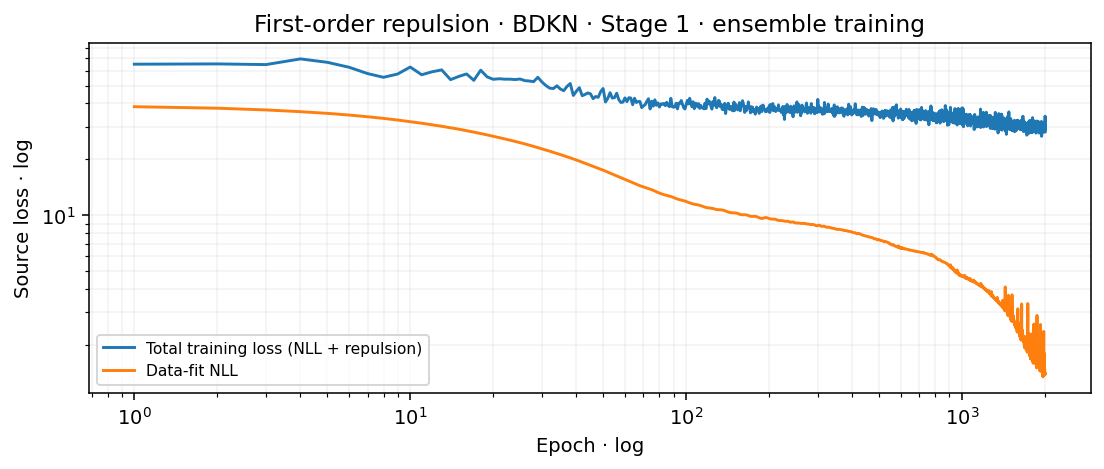 First-order repulsion · BDKN · Stage 1 · ensemble training
Source loss · log
10¹
Total training loss (NLL + repulsion)
Data-fit NLL
10⁰ 10¹ 10² 10³
Epoch · log